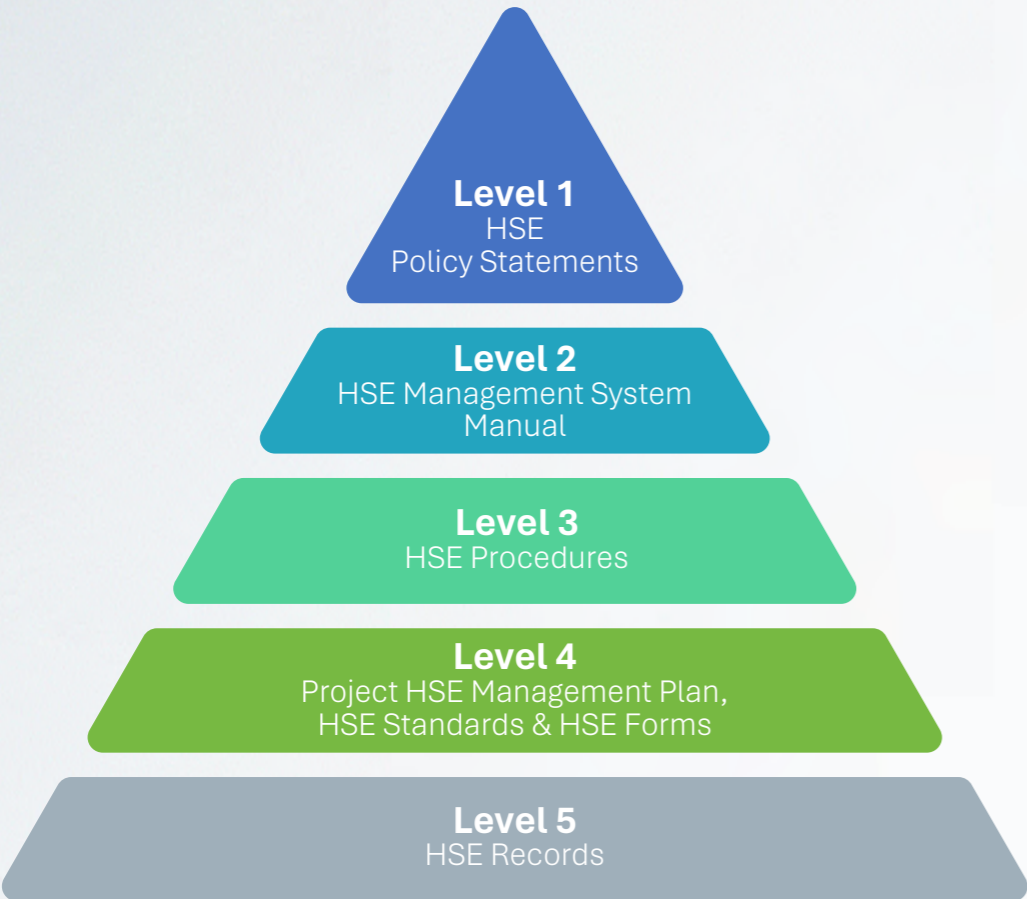 Level 1
HSE
Policy Statements
Level 2
HSE Management System
Manual
Level 3
HSE Procedures
Level 4
Project HSE Management Plan,
HSE Standards & HSE Forms
Level 5
HSE Records